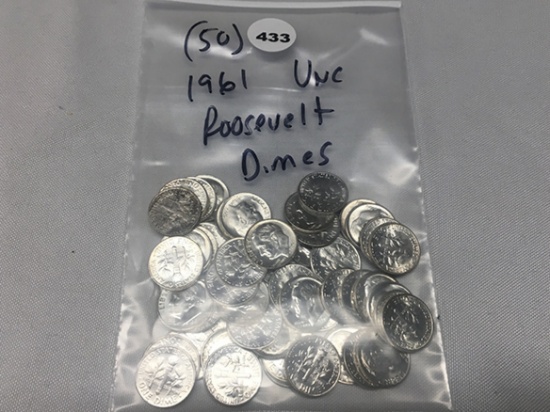 (50) 433
1961 Unc
Roosevelt
Dimes